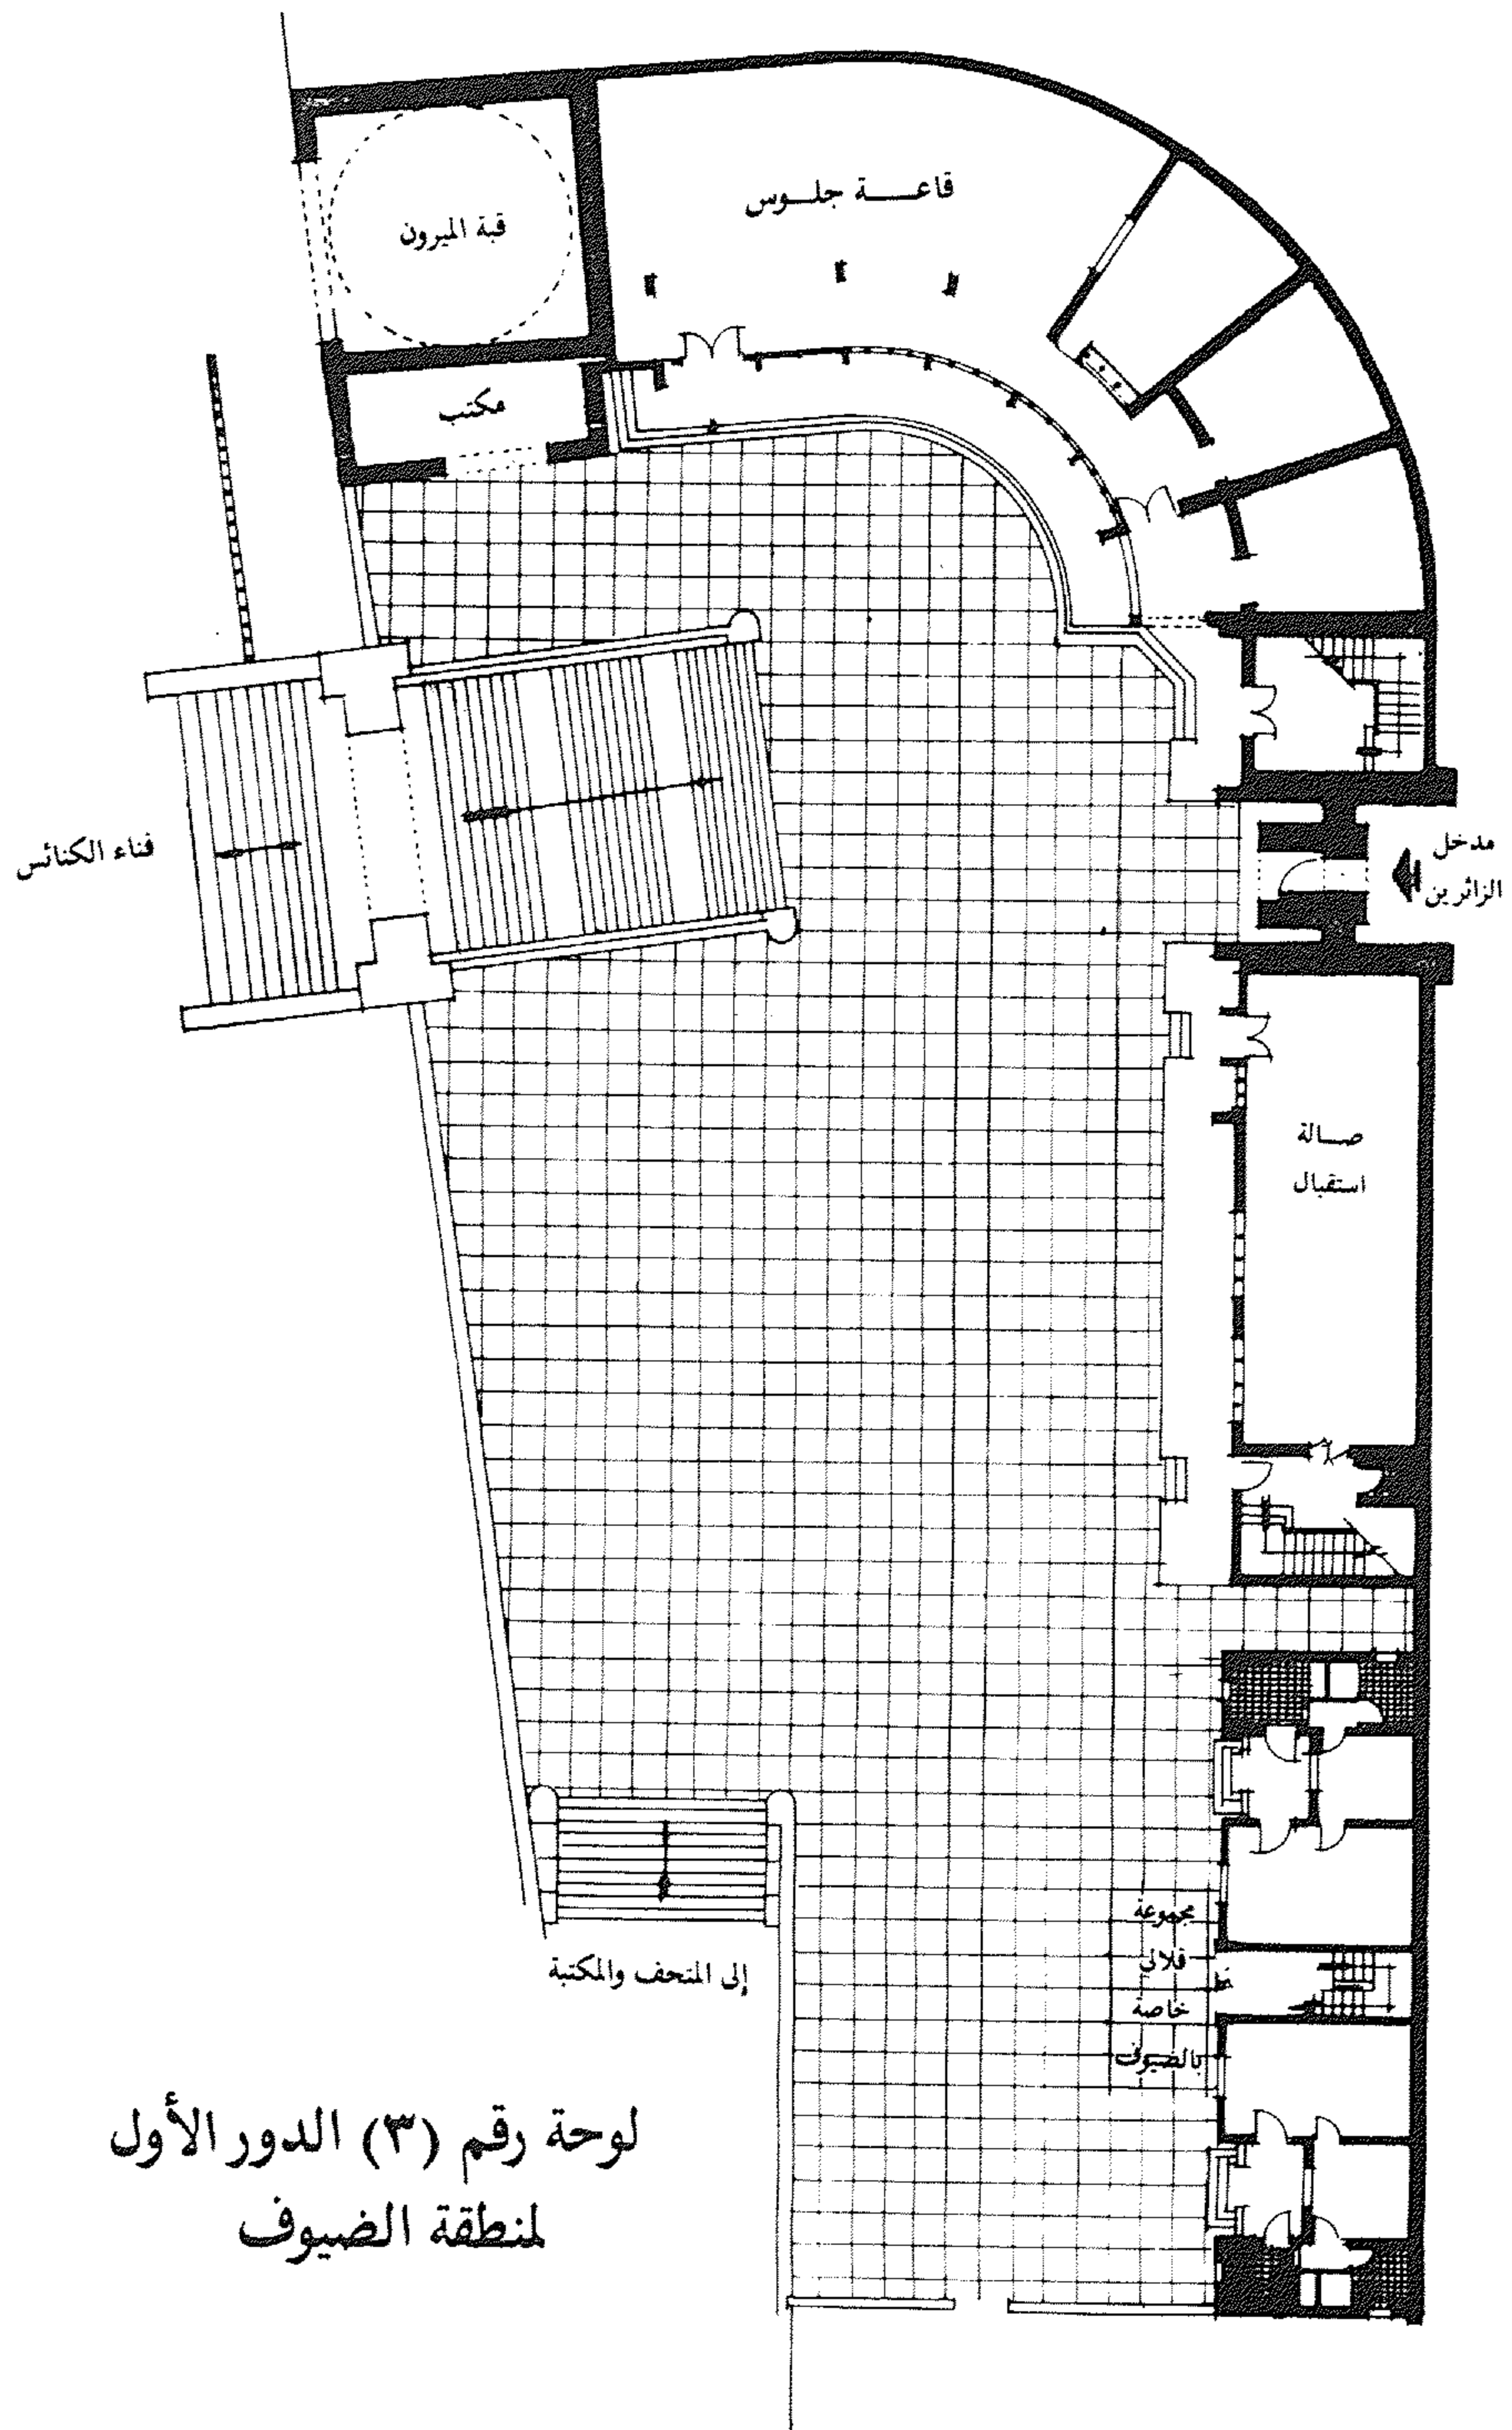 قاعة جلوس
قبة الميرون
مكتب
مدخل
الزائرين
فناء الكنائس
صالة
استقبال
مجموعة
قلالي
خاصة
بالضيوف
إلى المتحف والمكتبة
لوحة رقم (٣) الدور الأول
لمنطقة الضيوف